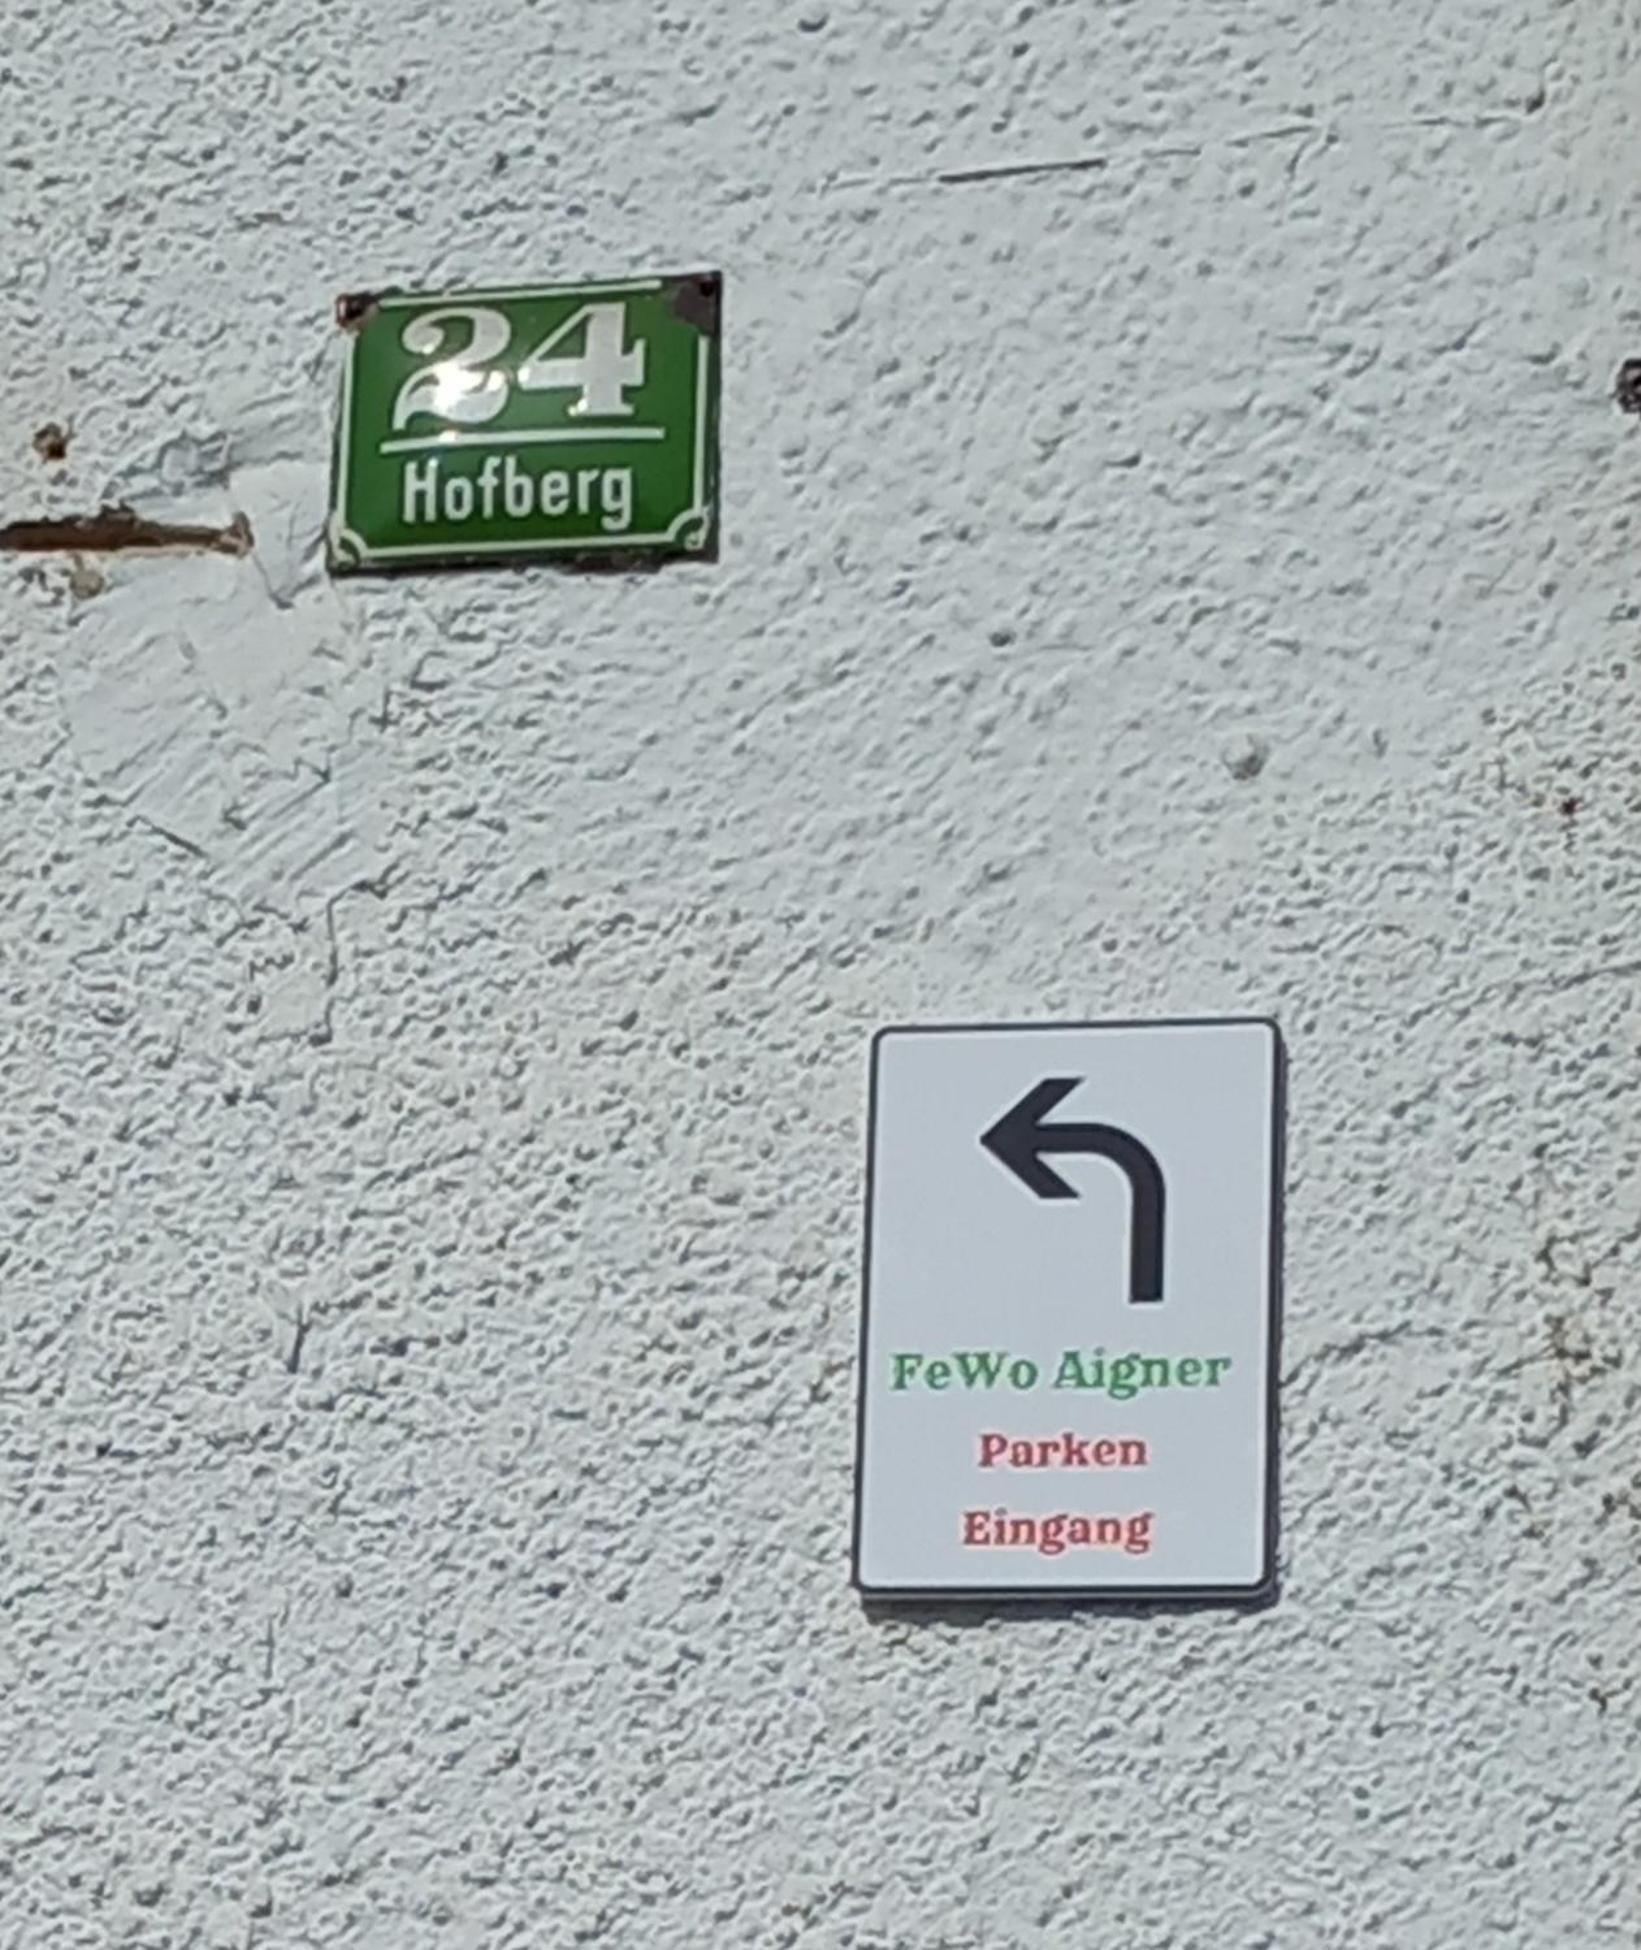 24
Hofberg
FeWo Aigner
Parken
Eingang